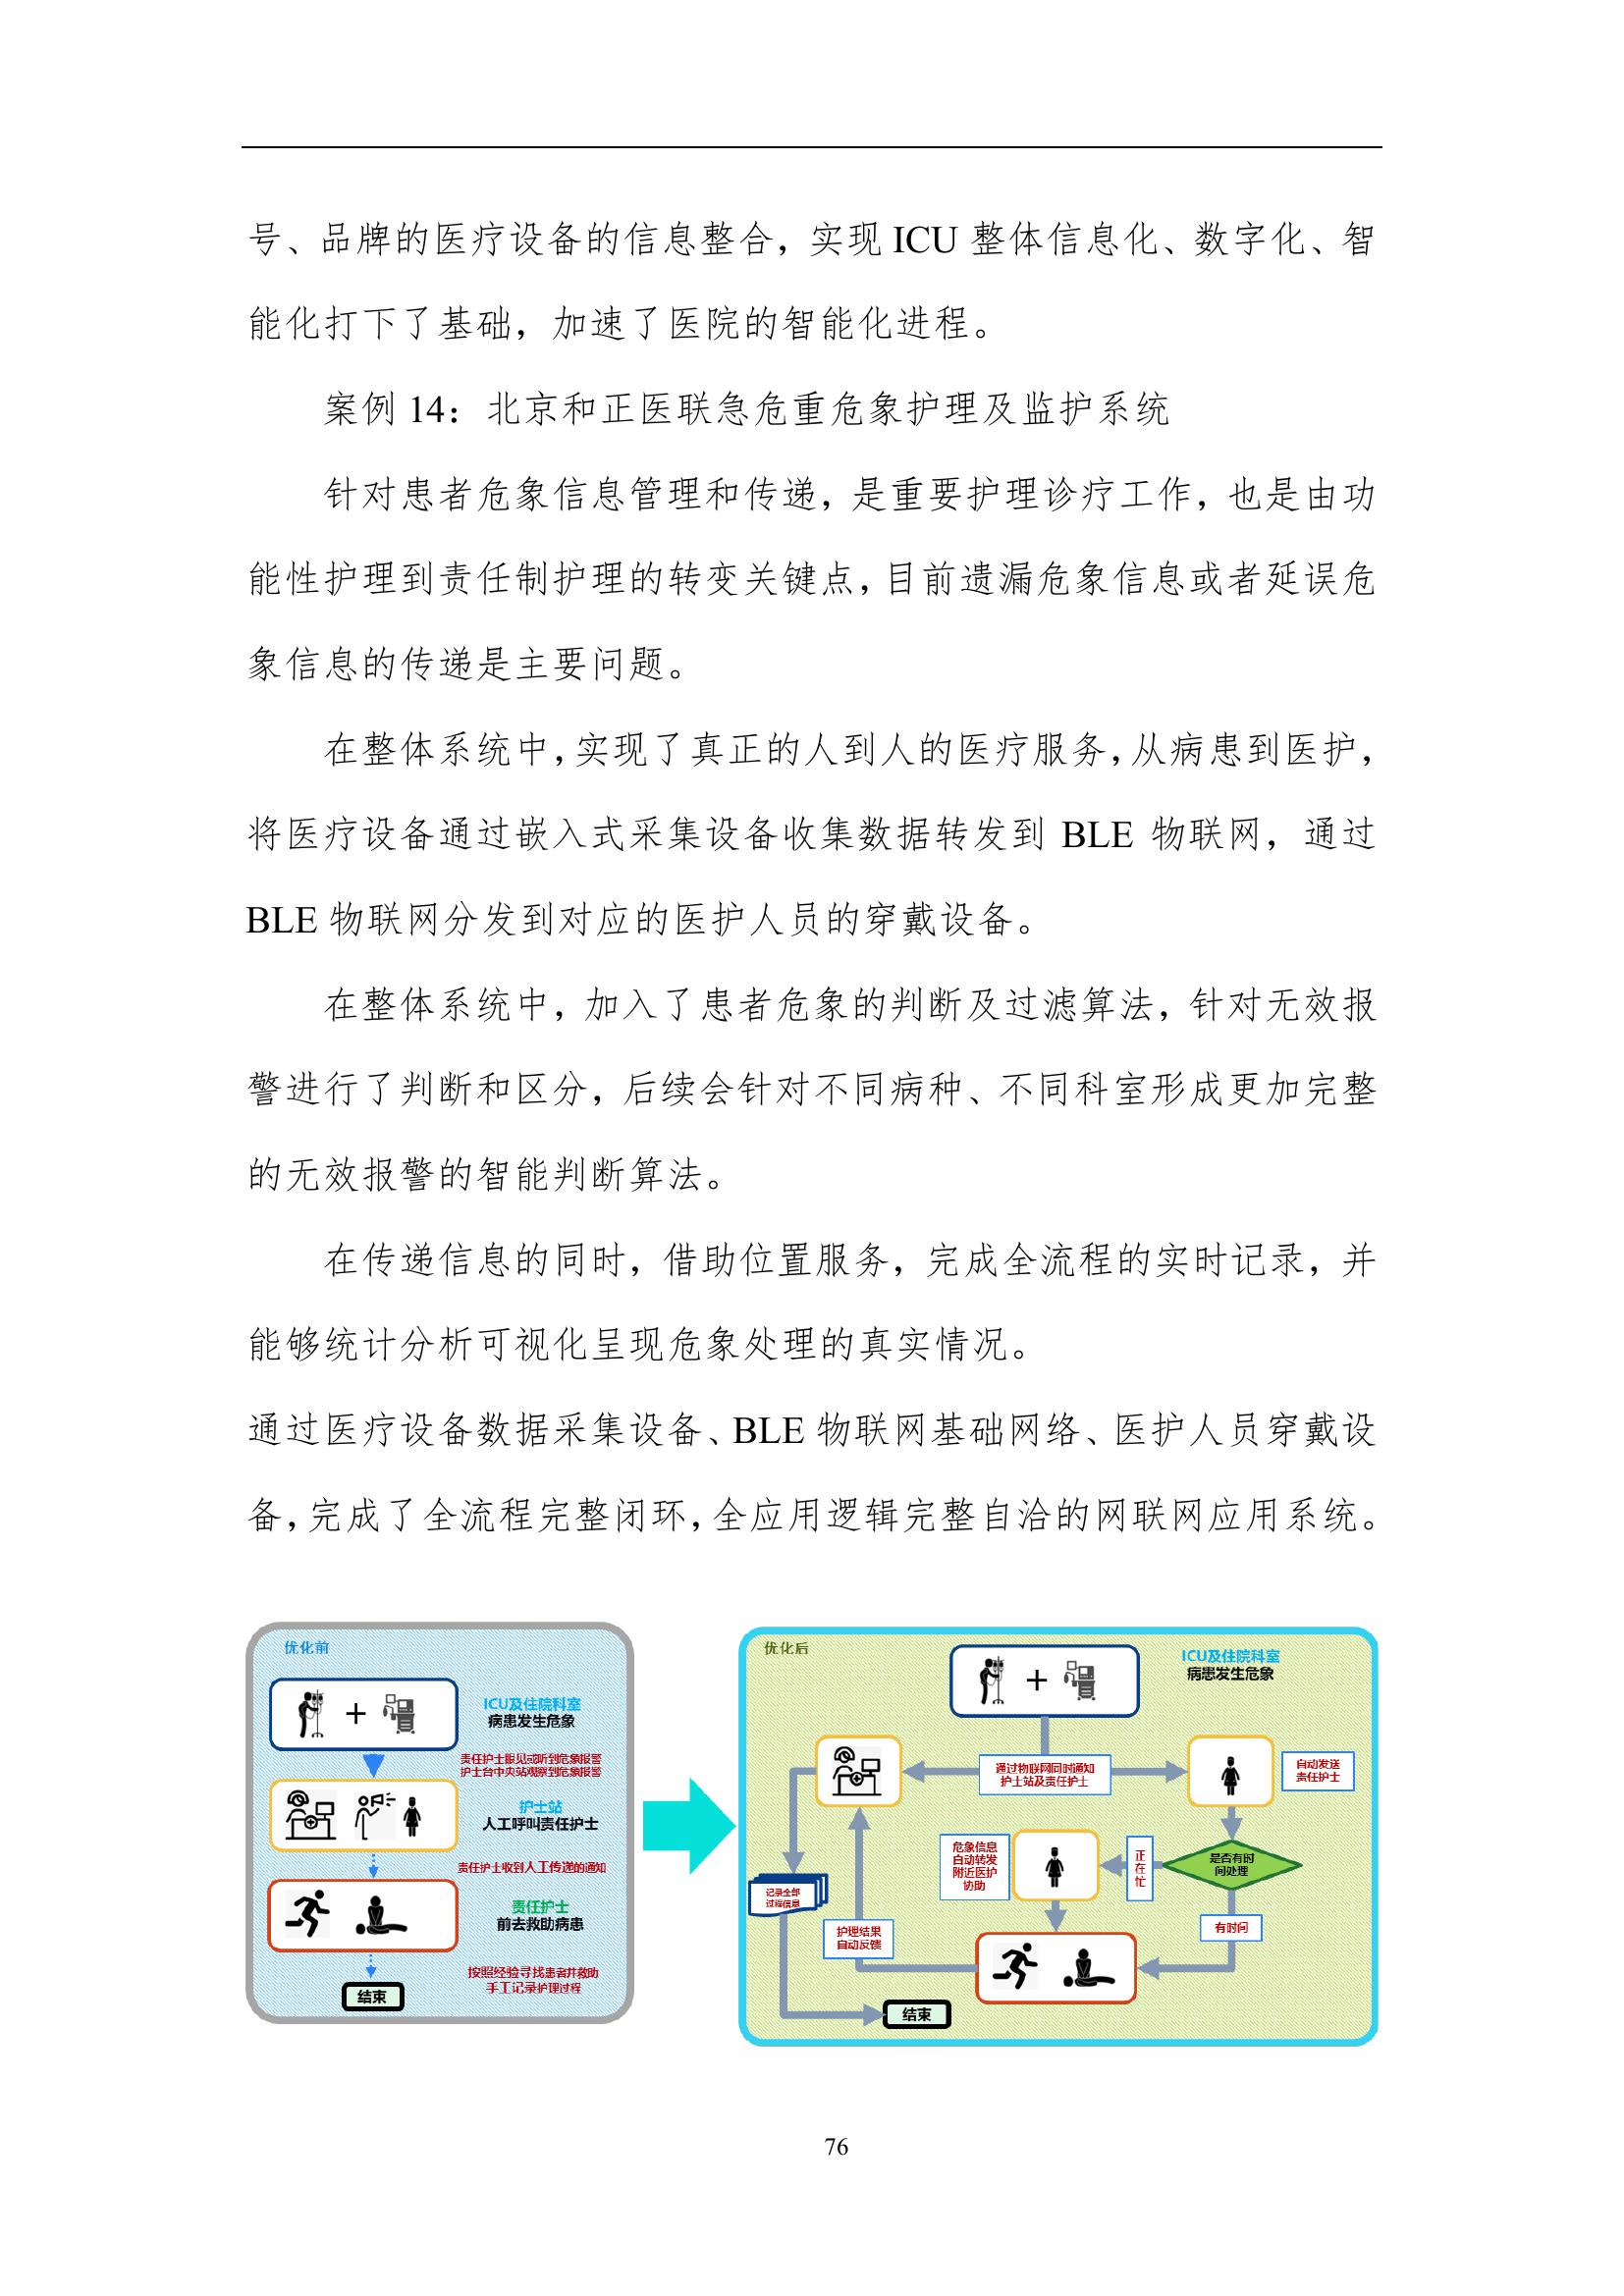 号、品牌的医疗设备的信息整合，实现 ICU 整体信息化、数字化、智
能化打下了基础，加速了医院的智能化进程。
案例 14：北京和正医联急危重危象护理及监护系统
针对患者危象信息管理和传递，是重要护理诊疗工作，也是由功
能性护理到责任制护理的转变关键点，目前遗漏危象信息或者延误危
象信息的传递是主要问题。
在整体系统中，实现了真正的人到人的医疗服务，从病患到医护，
将医疗设备通过嵌入式采集设备收集数据转发到 BLE 物联网，通过
BLE 物联网分发到对应的医护人员的穿戴设备。
在整体系统中，加入了患者危象的判断及过滤算法，针对无效报
警进行了判断和区分，后续会针对不同病种、不同科室形成更加完整
的无效报警的智能判断算法。
在传递信息的同时，借助位置服务，完成全流程的实时记录，并
能够统计分析可视化呈现危象处理的真实情况。
通过医疗设备数据采集设备、BLE 物联网基础网络、医护人员穿戴设
备，完成了全流程完整闭环，全应用逻辑完整自洽的网联网应用系统。
优化前
ICU及住院科室
病患发生危象
责任护士眼见或听到危象报警
护士台中央站观察到危象报警
护士站
人工呼叫责任护士
责任护士收到人工传递的通知
责任护士
前去救助病患
按照经验寻找患者并救助
手工记录护理过程
结束
优化后
ICU及住院科室
病患发生危象
通过物联网同时通知
护士站及责任护士
自动发送
责任护士
是否有时
间处理
正
在
忙
危象信息
自动转发
附近医护
协助
有时间
记录全部
过程信息
护理结果
自动反馈
结束
76